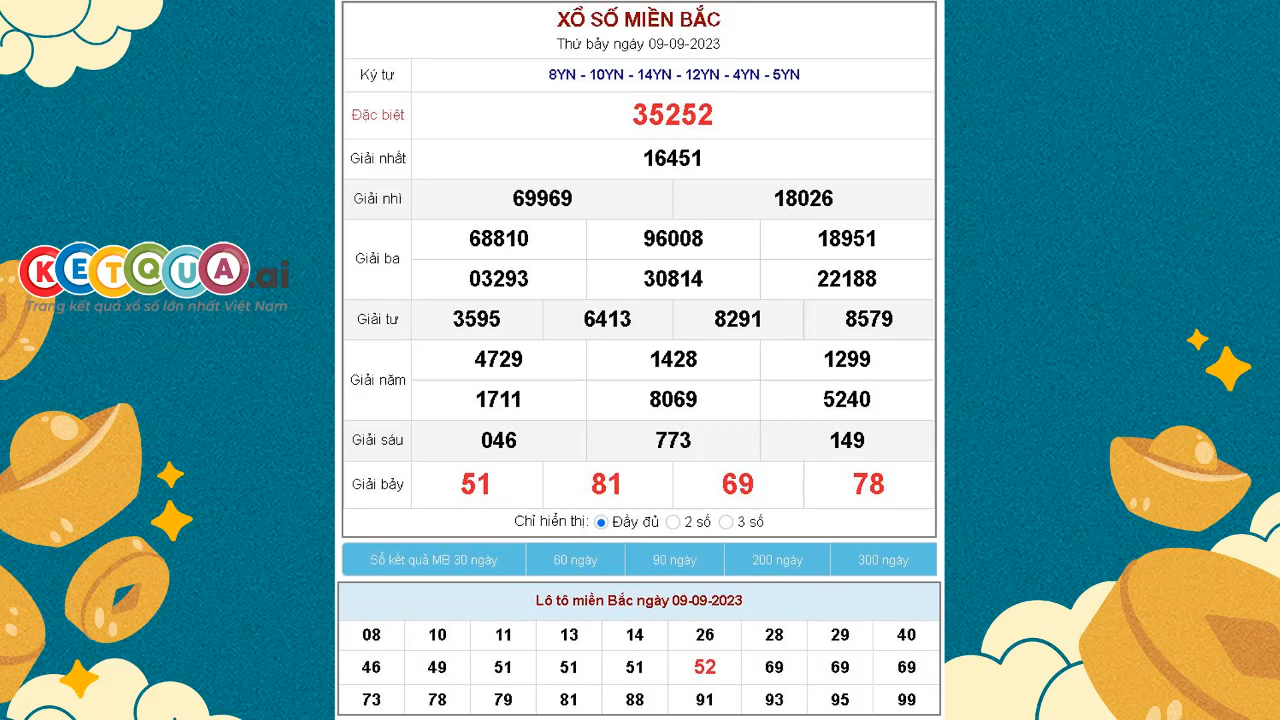 XỔ SỐ MIỀN BẮC
Thứ bảy ngày 09-09-2023
Ký tự 8YN - 10YN - 14YN - 12YN - 4YN - 5YN
Đặc biệt 35252
Giải nhất 16451
Giải nhì 69969 18026
Giải ba 68810 96008 18951
03293 30814 22188
Giải tư 3595 6413 8291 8579
Giải năm 4729 1428 1299
1711 8069 5240
Giải sáu 046 773 149
Giải bảy 51 81 69 78
Chỉ hiển thị: Đầy đủ 2 số 3 số
Sổ kết quả MB 30 ngày 60 ngày 90 ngày 200 ngày 300 ngày
Lô tô miền Bắc ngày 09-09-2023
08 10 11 13 14 26 28 29 40
46 49 51 51 51 52 69 69 69
73 78 79 81 88 91 93 95 99
KETQUA.ai
Trang kết quả xổ số lớn nhất Việt Nam